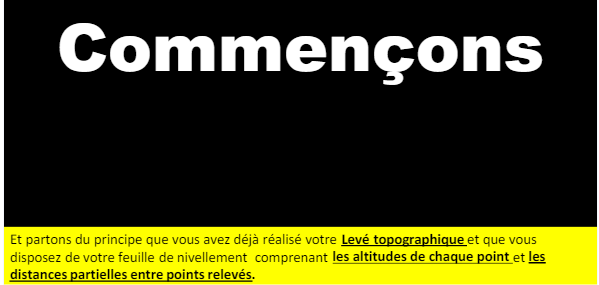 Commençons
Et partons du principe que vous avez déjà réalisé votre Levé topographique et que vous
disposez de votre feuille de nivellement comprenant les altitudes de chaque point et les
distances partielles entre points relevés.